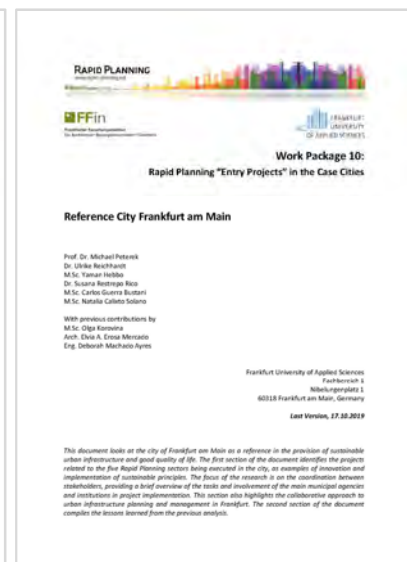 RAPID PLANNING
FFin
FRANKFURT
UNIVERSITY
OF APPLIED SCIENCES
Work Package 10:
Rapid Planning "Entry Projects" in the Case Cities
Reference City Frankfurt am Main
Prof. Dr. Michael Peterek
Dr. Ulrike Reichhardt
M.Sc. Yaman Hebbo
Dr. Susana Restrepo Rico
M.Sc. Carlos Guerra Bustani
M.Sc. Natalia Calleto Solano
With previous contributions by
M.Sc. Olga Korovina
Arch. Elvia A. Erosa Mercado
Eng. Deborah Machado Ayres
Frankfurt University of Applied Sciences
Fachbereich 1
Nibelungenplatz 1
60318 Frankfurt am Main, Germany
Last Version, 17.10.2019
This document looks at the city of Frankfurt am Main as a reference in the provision of sustainable
urban infrastructure and good quality of life. The first section of the document identifies the projects
related to the five Rapid Planning sectors being executed in the city, as examples of innovation and
implementation of sustainable principles. The focus of the research is on the coordination between
stakeholders, providing a brief overview of the tasks and involvement of the main municipal agencies
and institutions in project implementation. This section also highlights the collaborative approach to
urban infrastructure planning and management in Frankfurt. The second section of the document
compiles the lessons learned from the previous analysis.